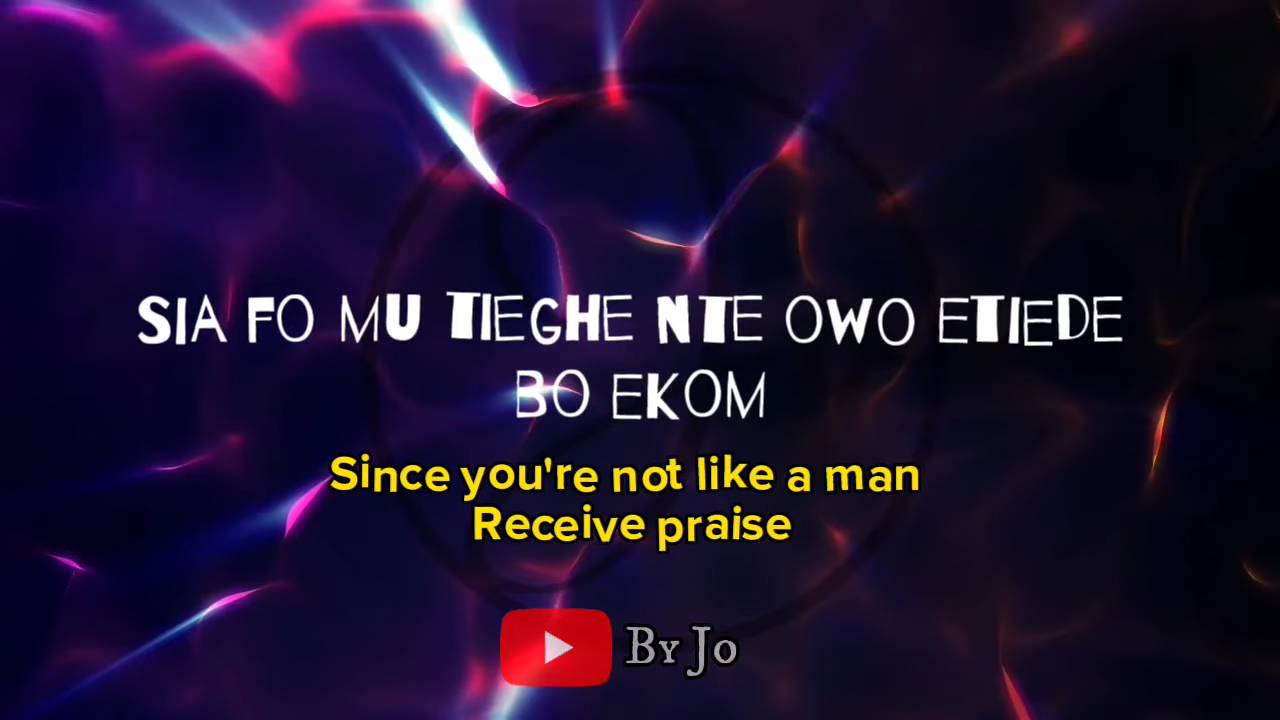 SIA FO MU TIEGHE NTE OWO ETIEDE
BO EKOM
Since you're not like a man
Receive praise
By Jo